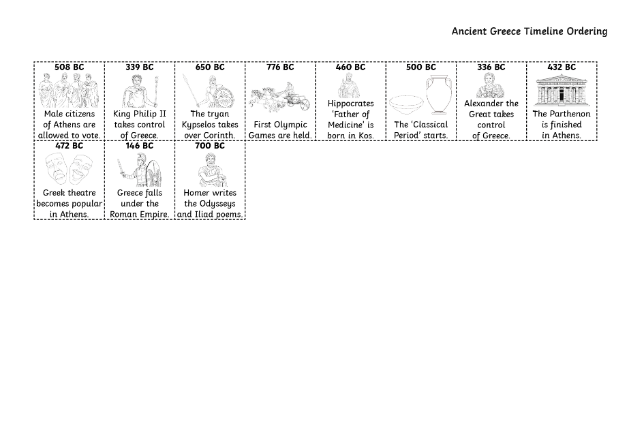 Ancient Greece Timeline Ordering
508 BC
Male citizens
of Athens are
allowed to vote.
339 BC
King Philip II
takes control
of Greece.
650 BC
The tryan
Kypselos takes
over Corinth.
776 BC
First Olympic
Games are held.
460 BC
Hippocrates
‘Father of
Medicine’ is
born in Kos.
500 BC
The ‘Classical
Period’ starts.
336 BC
Alexander the
Great takes
control
of Greece.
432 BC
The Parthenon
is finished
in Athens.
472 BC
Greek theatre
becomes popular
in Athens.
146 BC
Greece falls
under the
Roman Empire.
700 BC
Homer writes
the Odysseys
and Iliad poems.